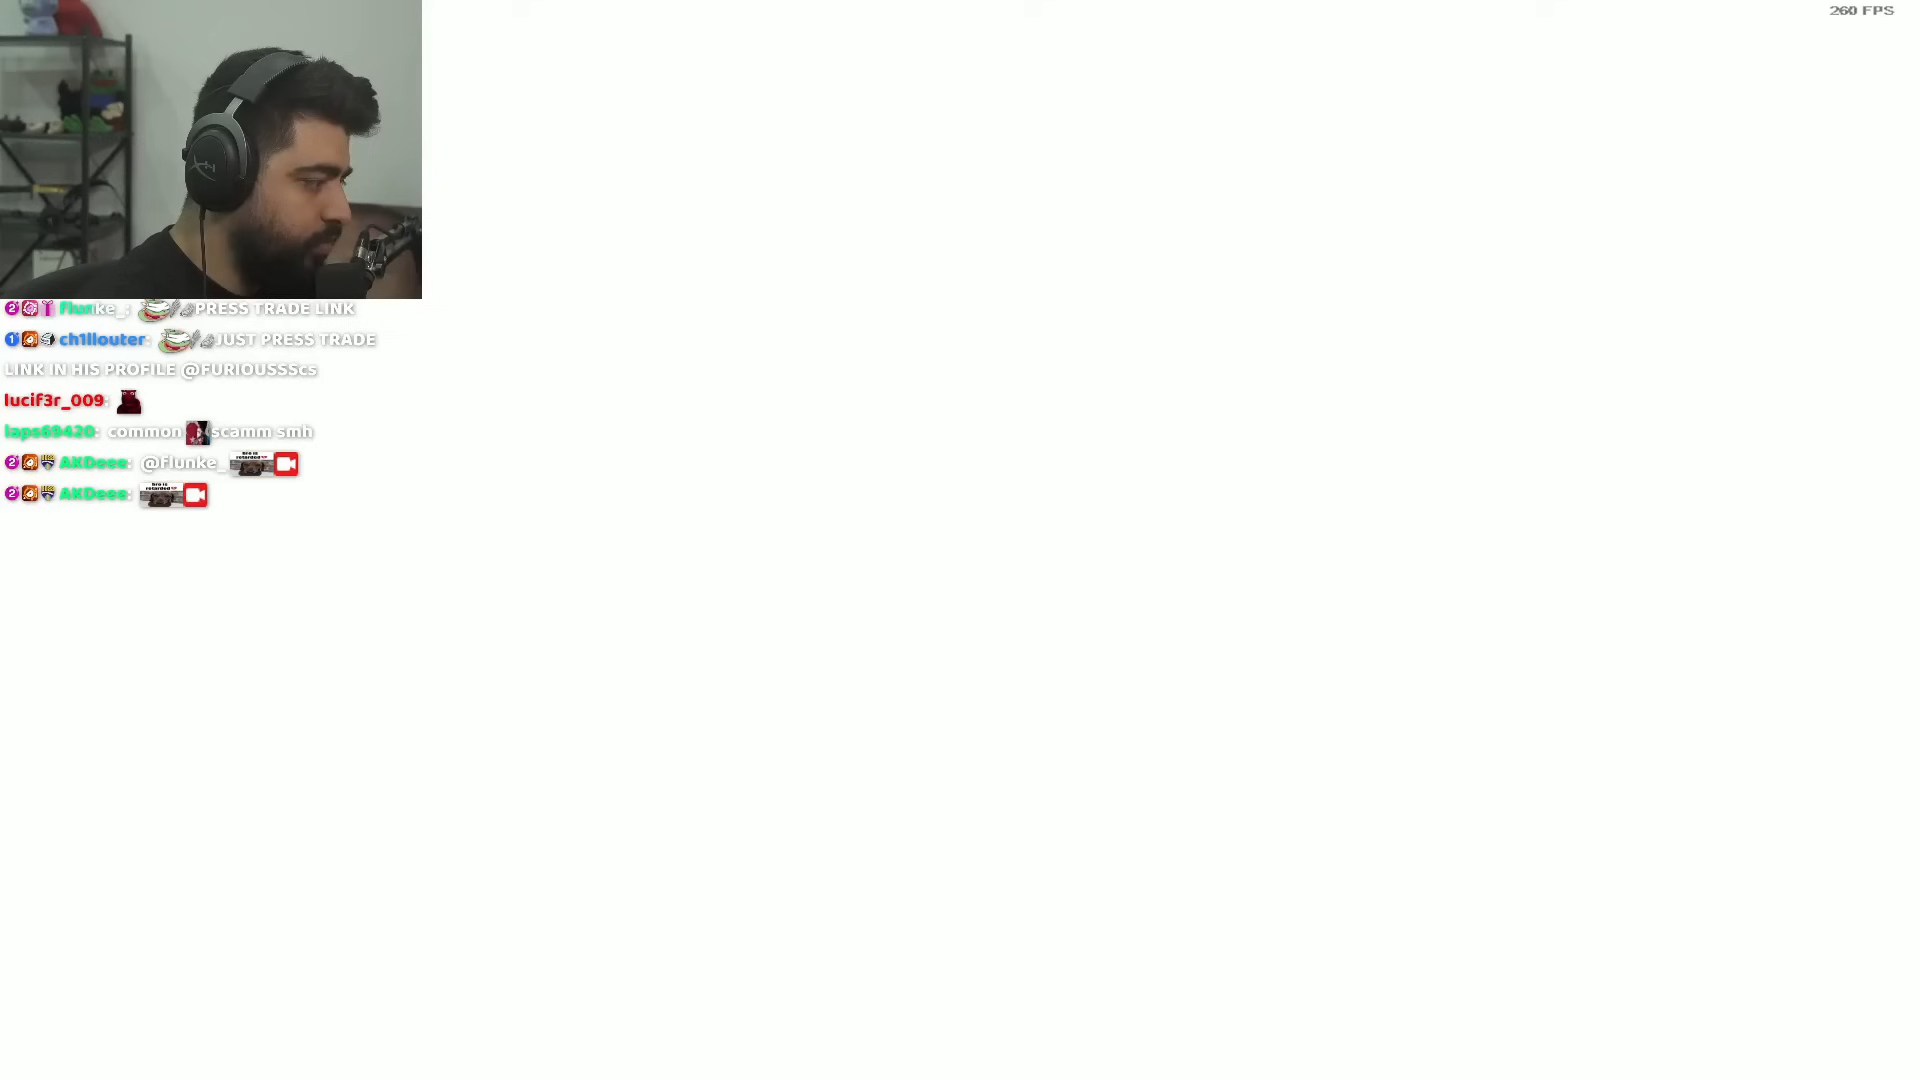 260 FPS
Flunke_: PRESS TRADE LINK
ch1llouter: JUST PRESS TRADE
LINK IN HIS PROFILE @FURIOUSSScs
lucif3r_009:
laps69420: common scamm smh
AKDeee: @Flunke_
AKDeee: